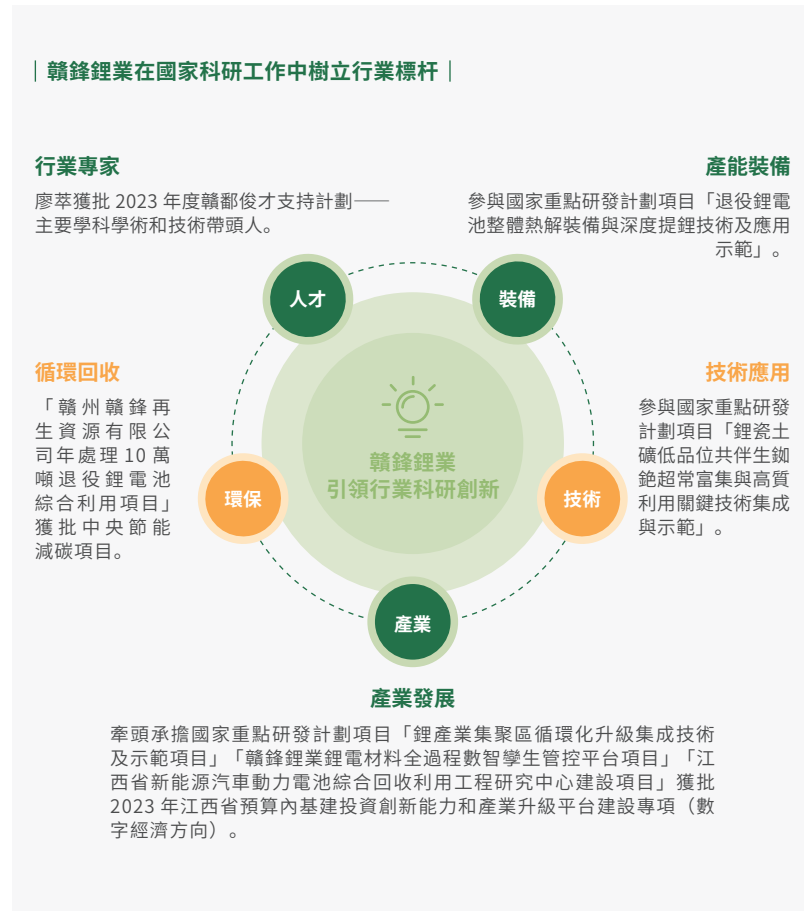 贛鋒鋰業在國家科研工作中樹立行業標杆
行業專家
廖萃獲批 2023 年度贛鄱俊才支持計劃——
主要學科學術和技術帶頭人。
產能裝備
參與國家重點研發計劃項目「退役鋰電
池整體熱解裝備與深度提鋰技術及應用
示範」。
人才
裝備
循環回收
「贛州贛鋒再
生資源有限公
司年處理 10 萬
噸退役鋰電池
綜合利用項目」
獲批中央節能
減碳項目。
技術應用
參與國家重點研發
計劃項目「鋰瓷土
礦低品位共伴生銣
銫超常富集與高質
利用關鍵技術集成
與示範」。
贛鋒鋰業
引領行業科研創新
環保
技術
產業
產業發展
牽頭承擔國家重點研發計劃項目「鋰產業集聚區循環化升級集成技術
及示範項目」「贛鋒鋰業鋰電材料全過程數智孿生管控平台項目」「江
西省新能源汽車動力電池綜合回收利用工程研究中心建設項目」獲批
2023 年江西省預算內基建投資創新能力和產業升級平台建設專項（數
字經濟方向）。